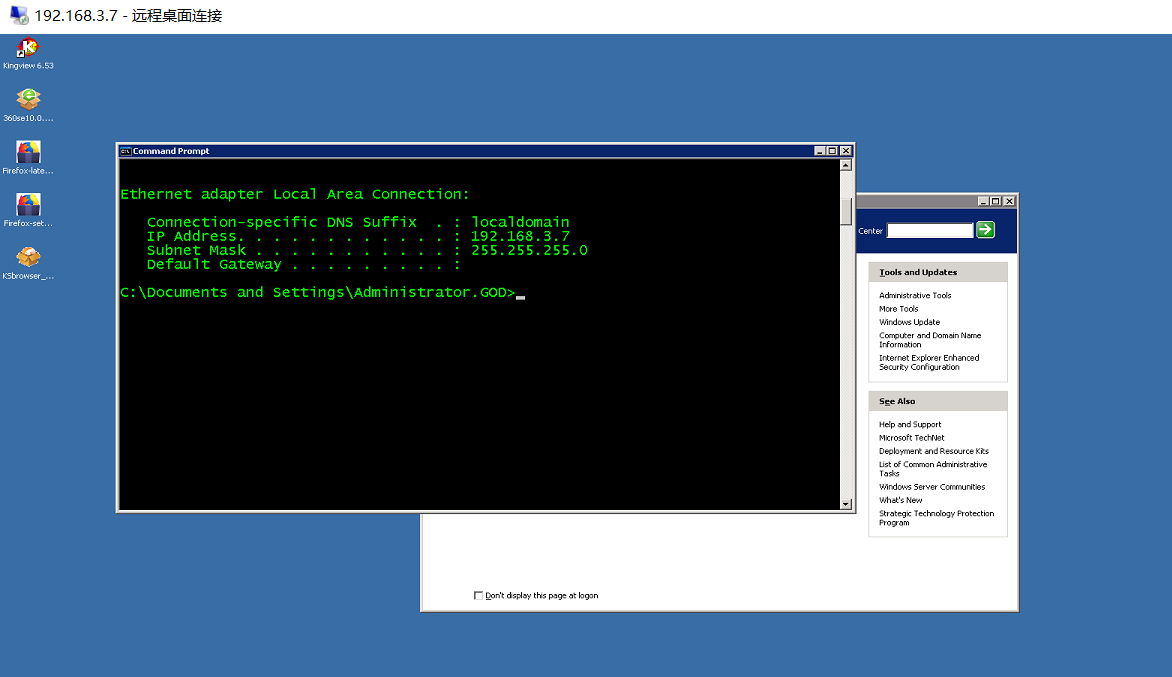 192.168.3.7 - 远程桌面连接
Kingview 6.53
360se10.0....
Firefox-late...
Firefox-set...
KSbrowser_...
Command Prompt
Ethernet adapter Local Area Connection:
Connection-specific DNS Suffix . : localdomain
IP Address. . . . . . . . . . . . : 192.168.3.7
Subnet Mask . . . . . . . . . . . : 255.255.255.0
Default Gateway . . . . . . . . . :
C:\Documents and Settings\Administrator.GOD>_
Center
Tools and Updates
Administrative Tools
More Tools
Windows Update
Computer and Domain Name
Information
Internet Explorer Enhanced
Security Configuration
See Also
Help and Support
Microsoft TechNet
Deployment and Resource Kits
List of Common Administrative
Tasks
Windows Server Communities
What's New
Strategic Technology Protection
Program
Don't display this page at logon